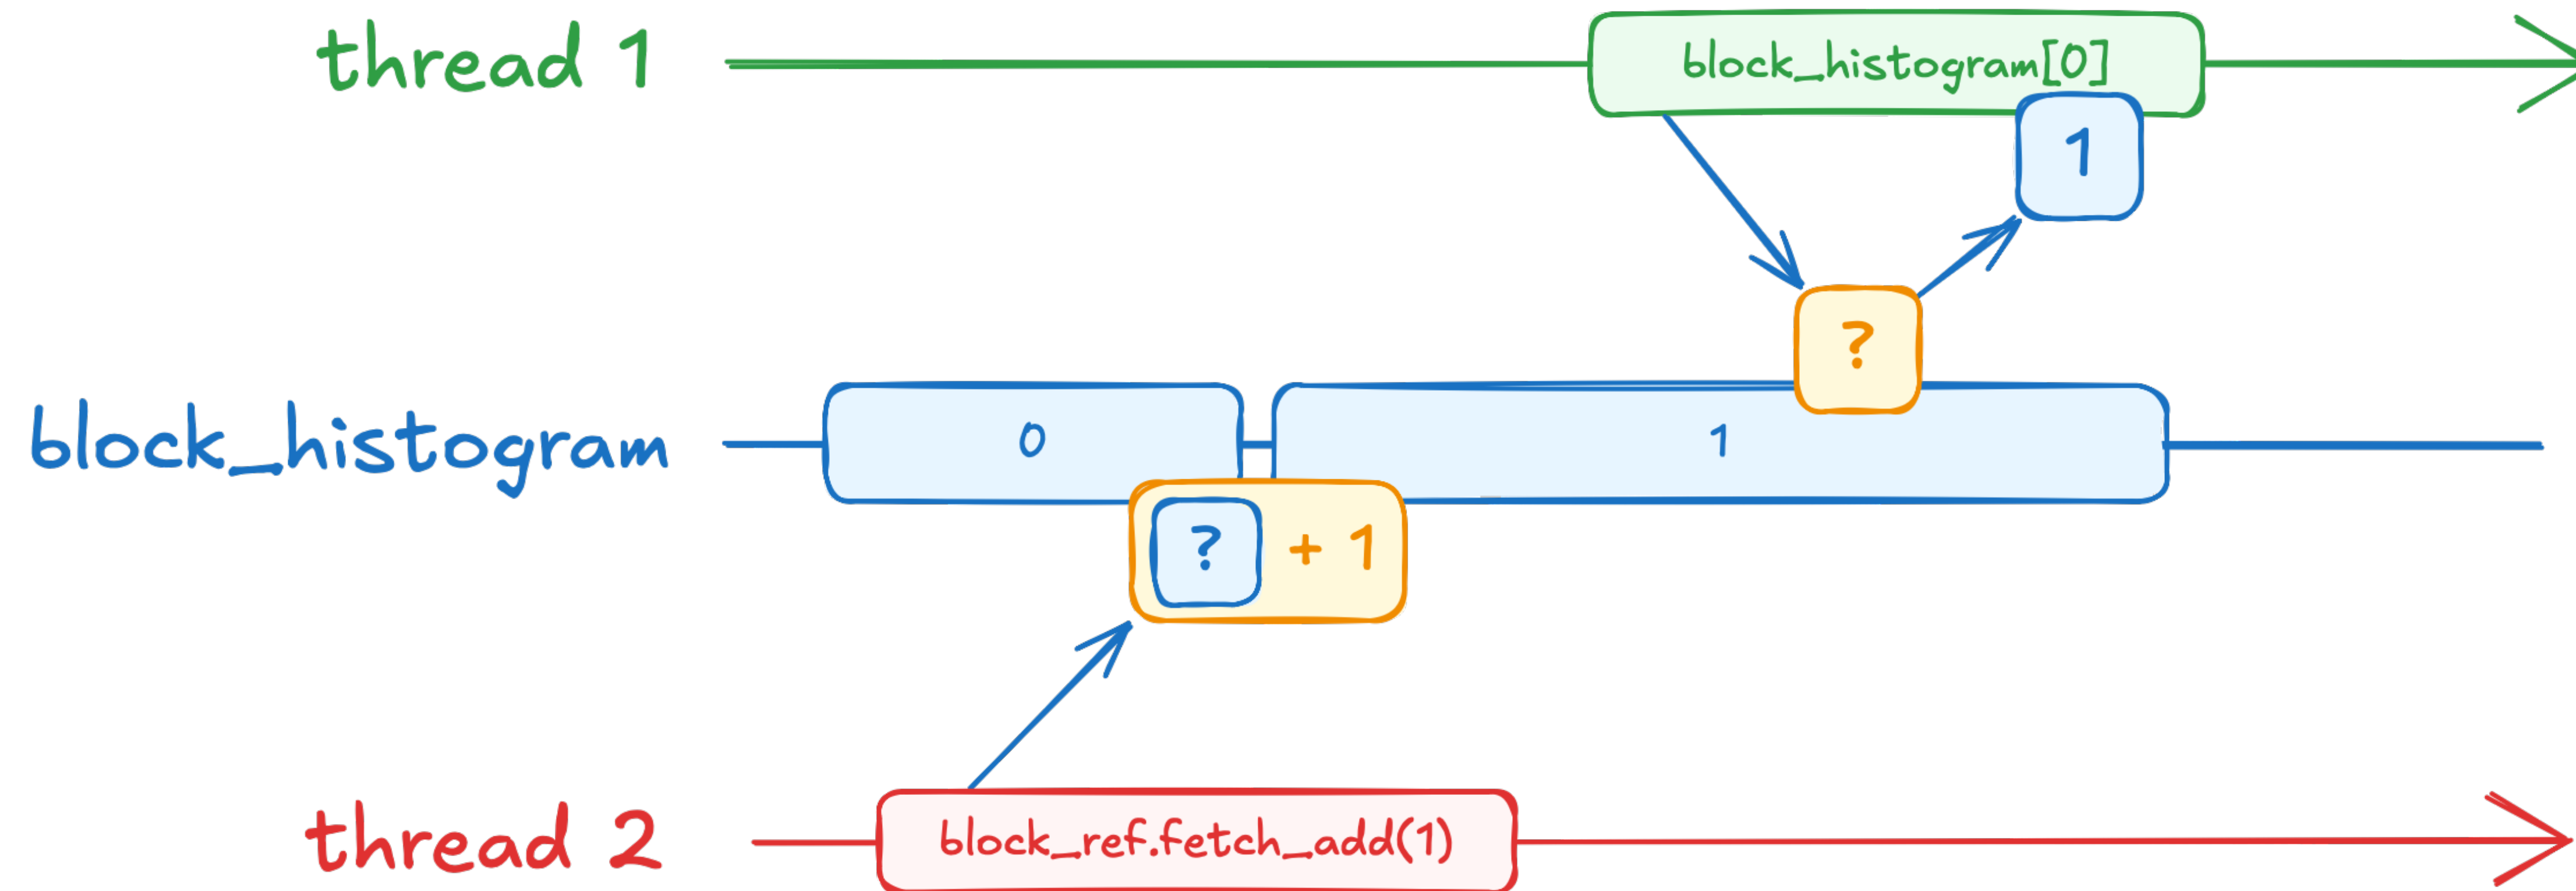 thread 1
block_histogram[0]
1
?
block_histogram
0
1
? + 1
thread 2
block_ref.fetch_add(1)